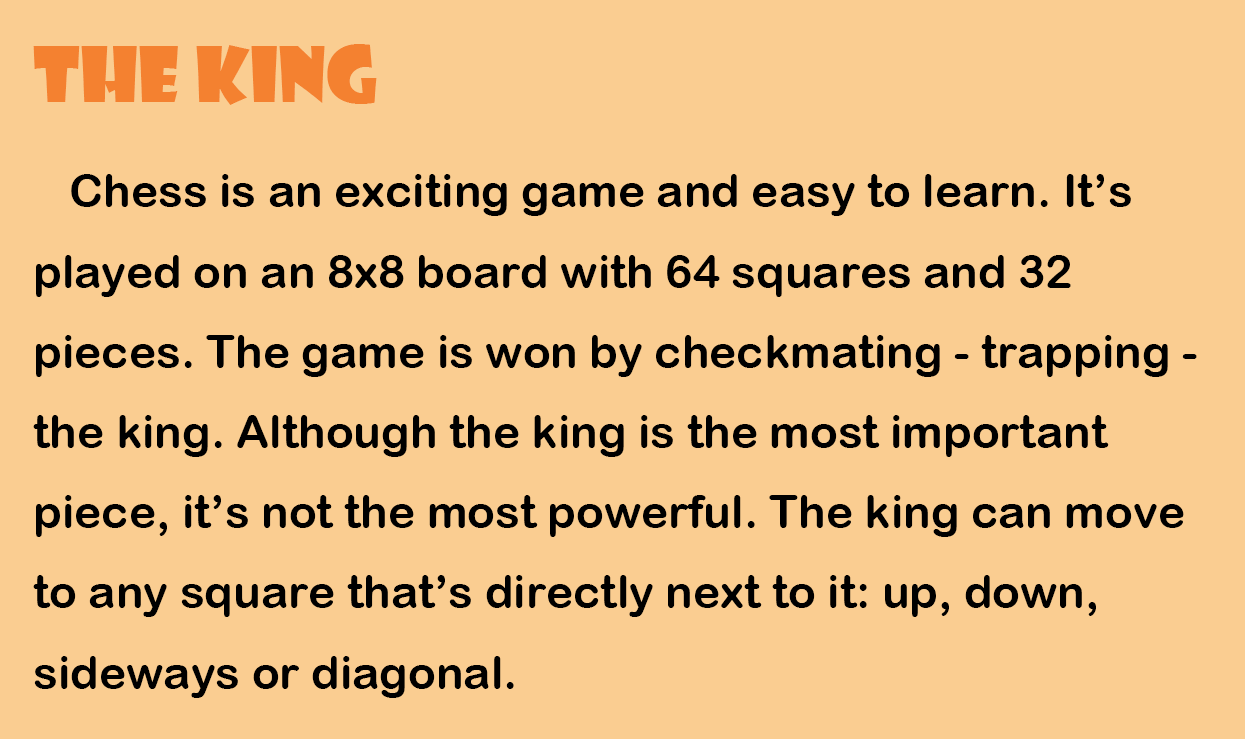 THE KING
Chess is an exciting game and easy to learn. It’s
played on an 8x8 board with 64 squares and 32
pieces. The game is won by checkmating - trapping -
the king. Although the king is the most important
piece, it’s not the most powerful. The king can move
to any square that’s directly next to it: up, down,
sideways or diagonal.